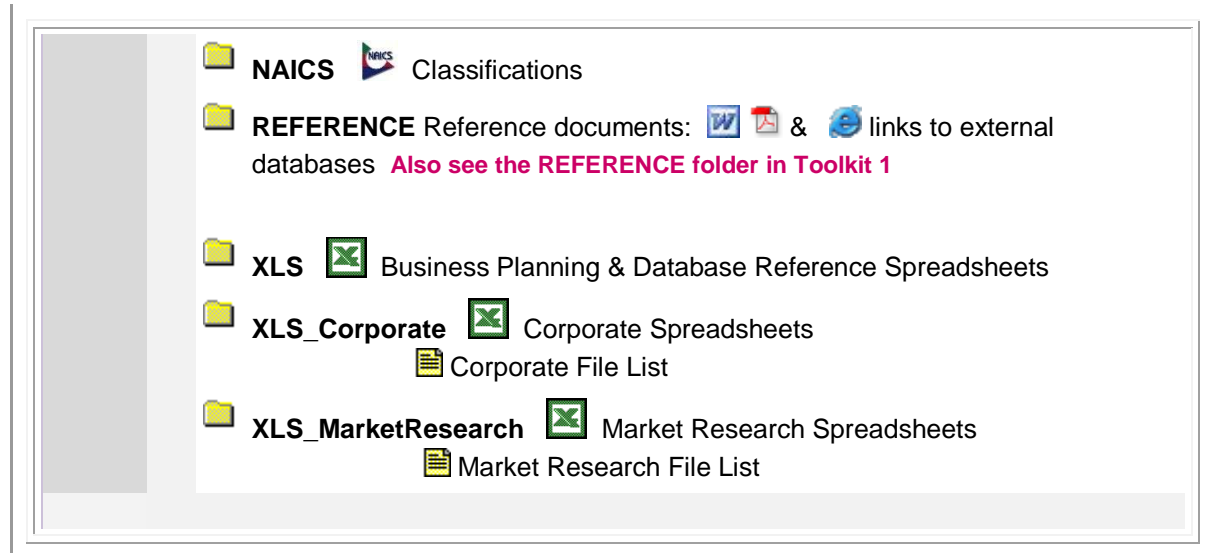 NAICS NAICS Classifications
REFERENCE Reference documents: W & links to external
databases Also see the REFERENCE folder in Toolkit 1
XLS Business Planning & Database Reference Spreadsheets
XLS_Corporate Corporate Spreadsheets
Corporate File List
XLS_MarketResearch Market Research Spreadsheets
Market Research File List